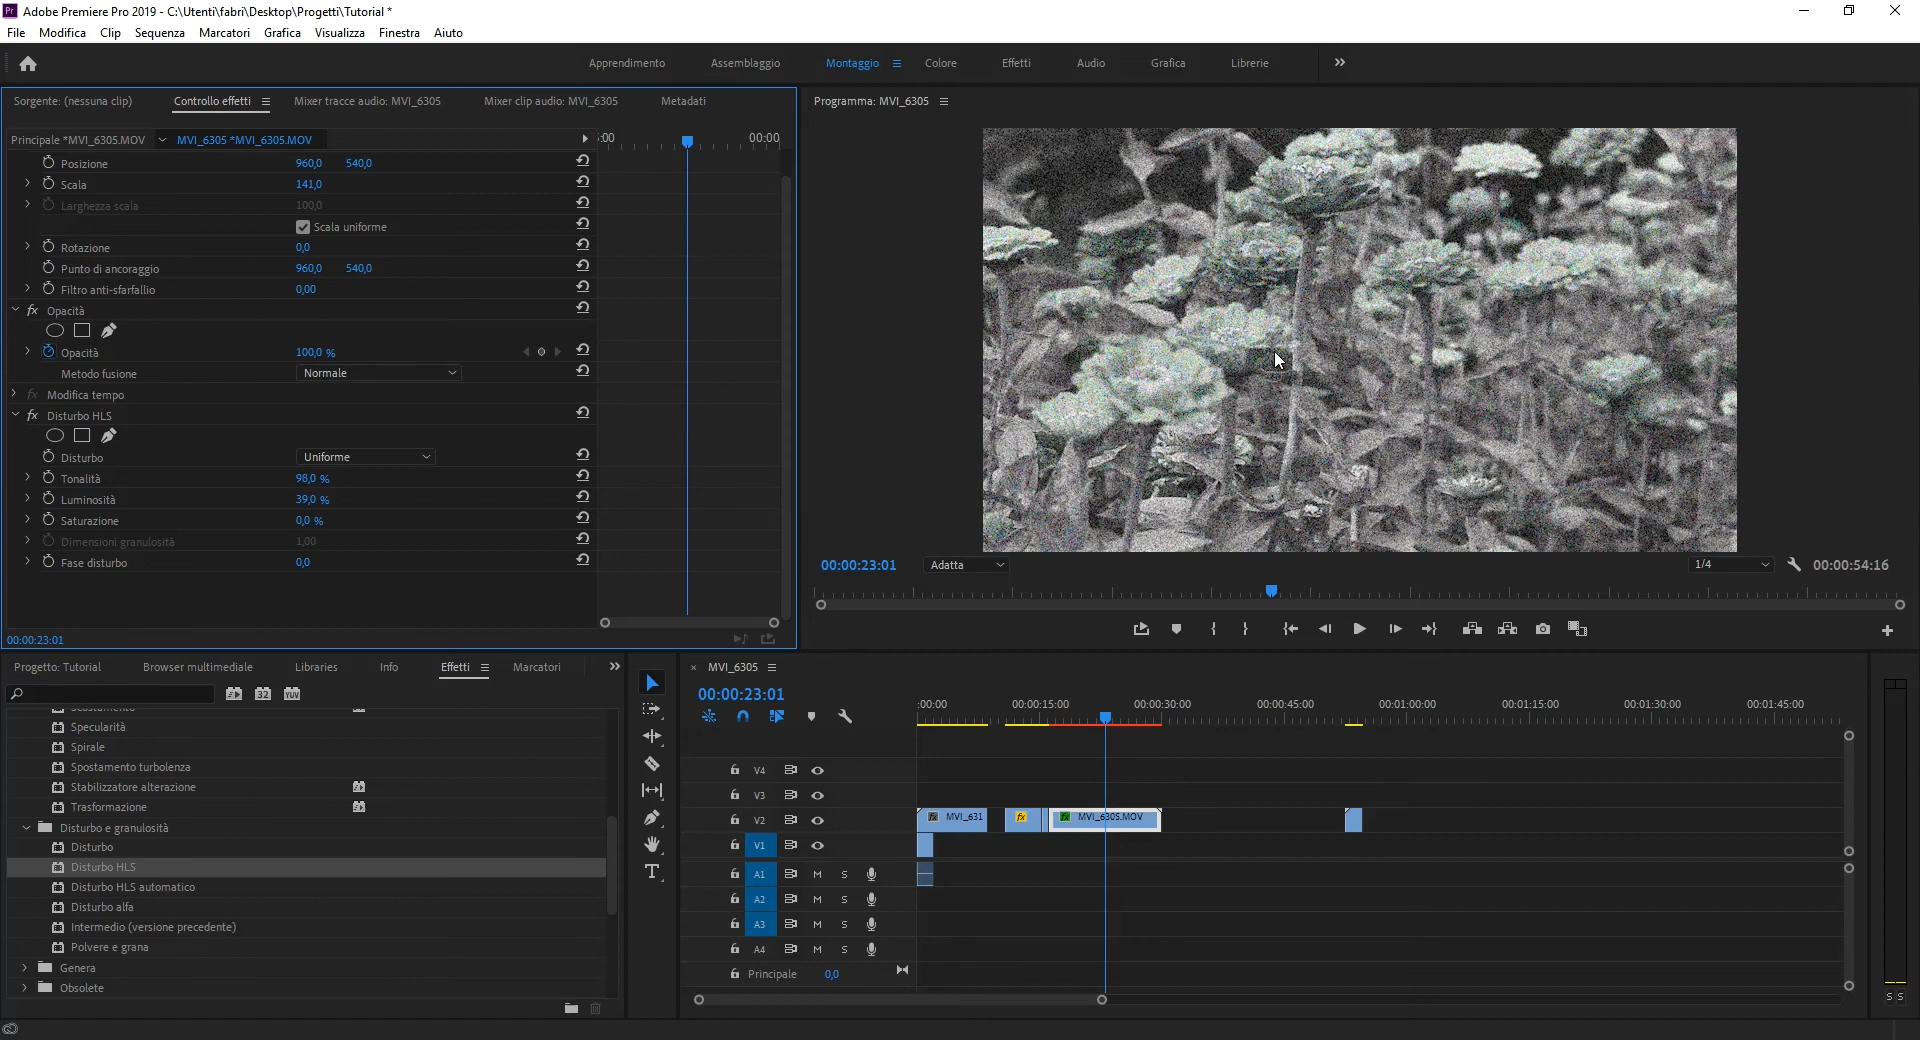 Pr Adobe Premiere Pro 2019 - C:\Utenti\fabri\Desktop\Progetti\Tutorial *
File Modifica Clip Sequenza Marcatori Grafica Visualizza Finestra Aiuto
Apprendimento Assemblaggio Montaggio Colore Effetti Audio Grafica Librerie
Sorgente: (nessuna clip) Controllo effetti Mixer tracce audio: MVI_6305 Mixer clip audio: MVI_6305 Metadati
Programma: MVI_6305
Principale *MVI_6305.MOV MVI_6305 *MVI_6305.MOV :00 00:00
Posizione 960,0 540,0
Scala 141,0
Larghezza scala 100,0
Scala uniforme
Rotazione 0,0
Punto di ancoraggio 960,0 540,0
Filtro anti-sfarfallio 0,00
fx Opacità
Opacità 100,0 %
Metodo fusione Normale
fx Modifica tempo
fx Disturbo HLS
Disturbo Uniforme
Tonalità 98,0 %
Luminosità 39,0 %
Saturazione 0,0 %
Dimensioni granulosità 1,00
Fase disturbo 0,0
00:00:23:01
00:00:23:01 Adatta 1/4 00:00:54:16
Progetto: Tutorial Browser multimediale Libraries Info Effetti Marcatori
32 YUV
Specularità
Spirale
Spostamento turbolenza
Stabilizzatore alterazione
Trasformazione
Disturbo e granulosità
Disturbo
Disturbo HLS
Disturbo HLS automatico
Disturbo alfa
Intermedio (versione precedente)
Polvere e grana
Genera
Obsolete
T
× MVI_6305
00:00:23:01
:00:00 00:00:15:00 00:00:30:00 00:00:45:00 00:01:00:00 00:01:15:00 00:01:30:00 00:01:45:00
V4
V3
V2 fx MVI_631 fx fx MVI_6305.MOV
V1
A1 M S
A2 M S
A3 M S
A4 M S
Principale 0,0
S S